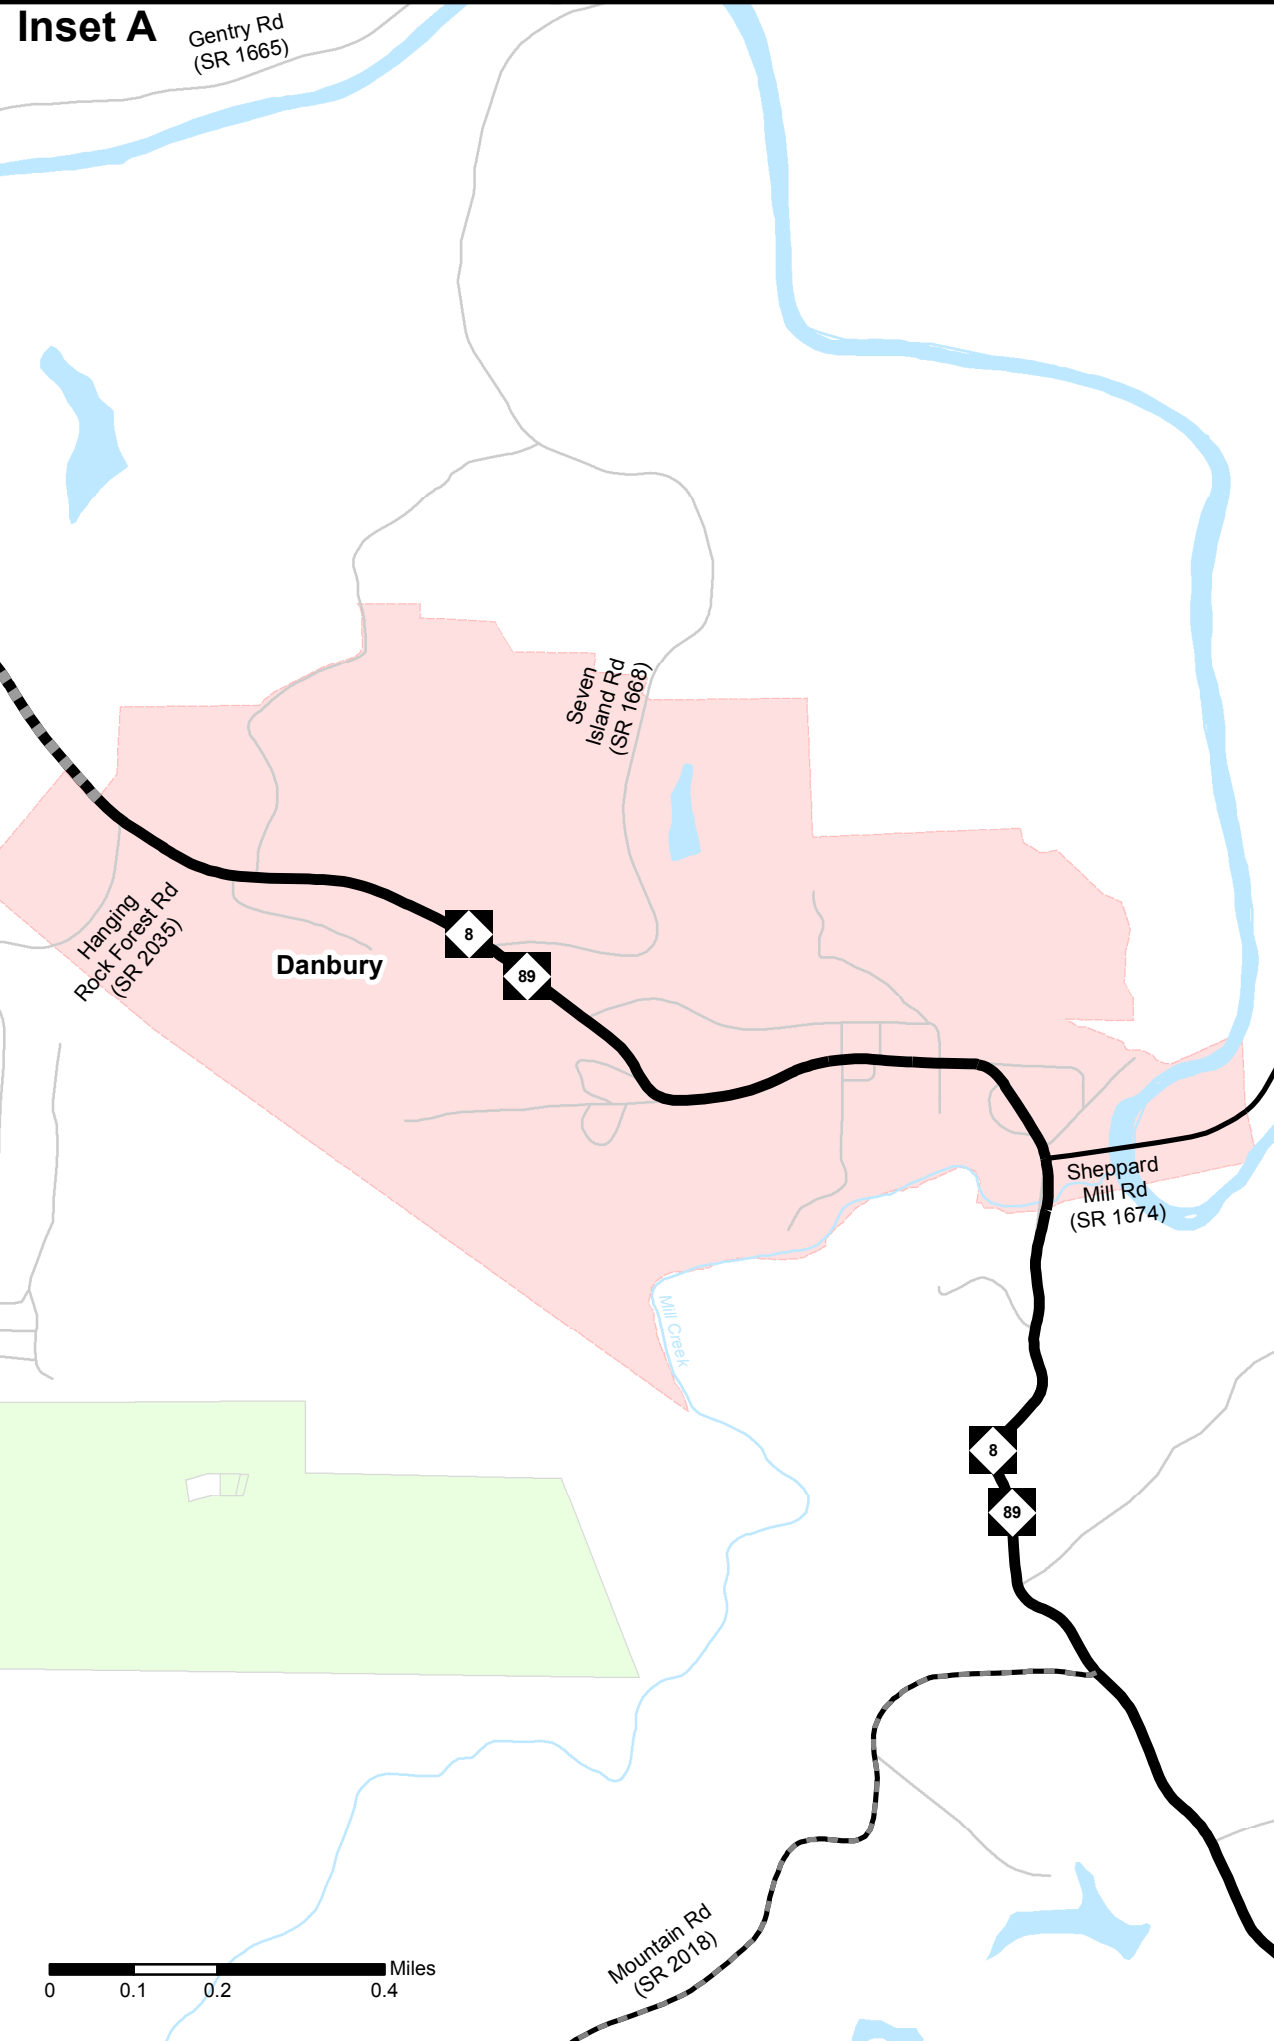 Inset A
Gentry Rd
(SR 1665)
Seven
Island Rd
(SR 1668)
Hanging
Rock Forest Rd
(SR 2035)
8
Danbury
89
Sheppard
Mill Rd
(SR 1674)
Mill Creek
8
89
Mountain Rd
(SR 2018)
Miles
0 0.1 0.2 0.4